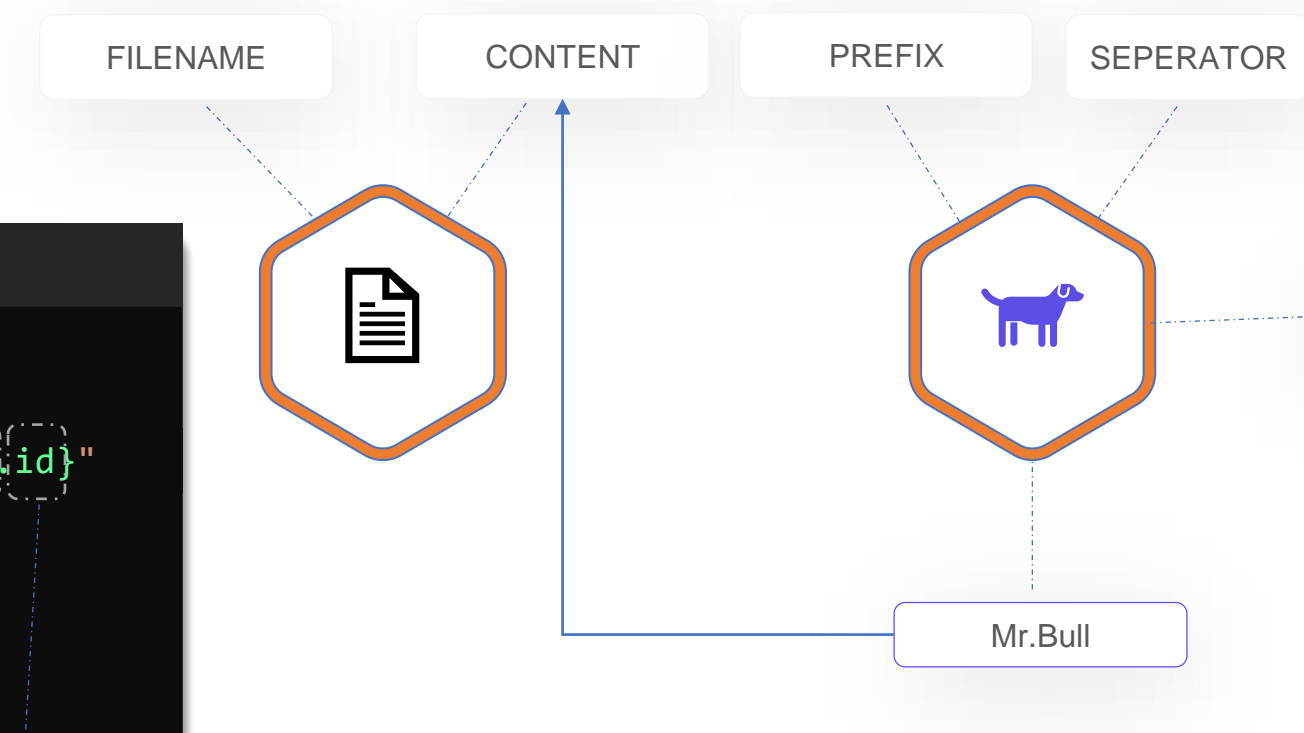 FILENAME
CONTENT
PREFIX
SEPERATOR
.id}"
Mr.Bull